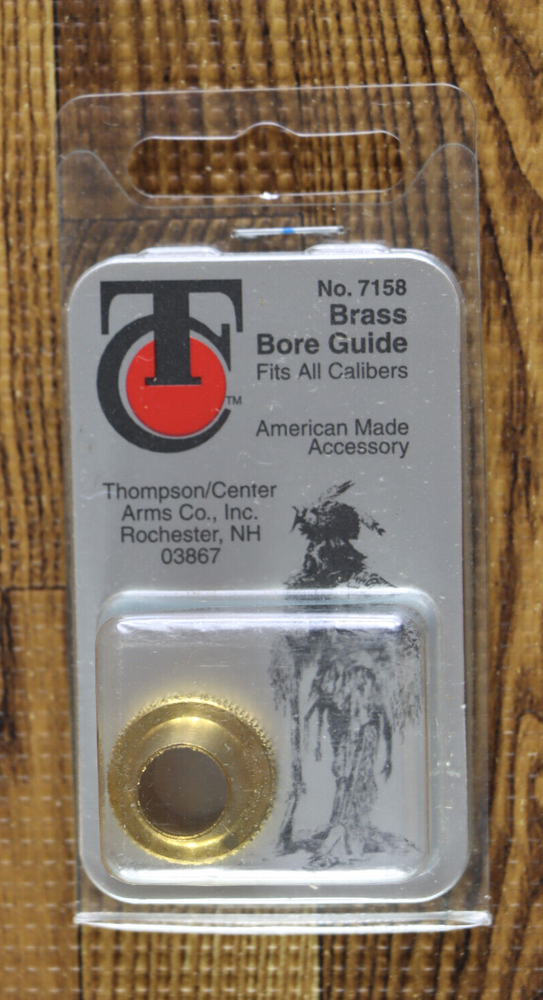 TC
TM
No. 7158
Brass
Bore Guide
Fits All Calibers
American Made
Accessory
Thompson/Center
Arms Co., Inc.
Rochester, NH
03867